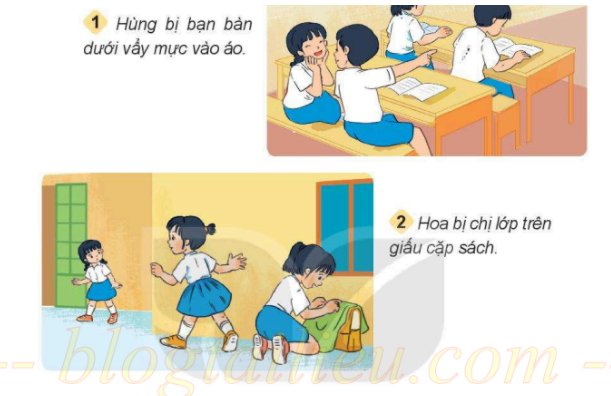 1 Hùng bị bạn bàn
dưới vẩy mực vào áo.
2 Hoa bị chị lớp trên
giấu cặp sách.
-- blogtailieu.com --